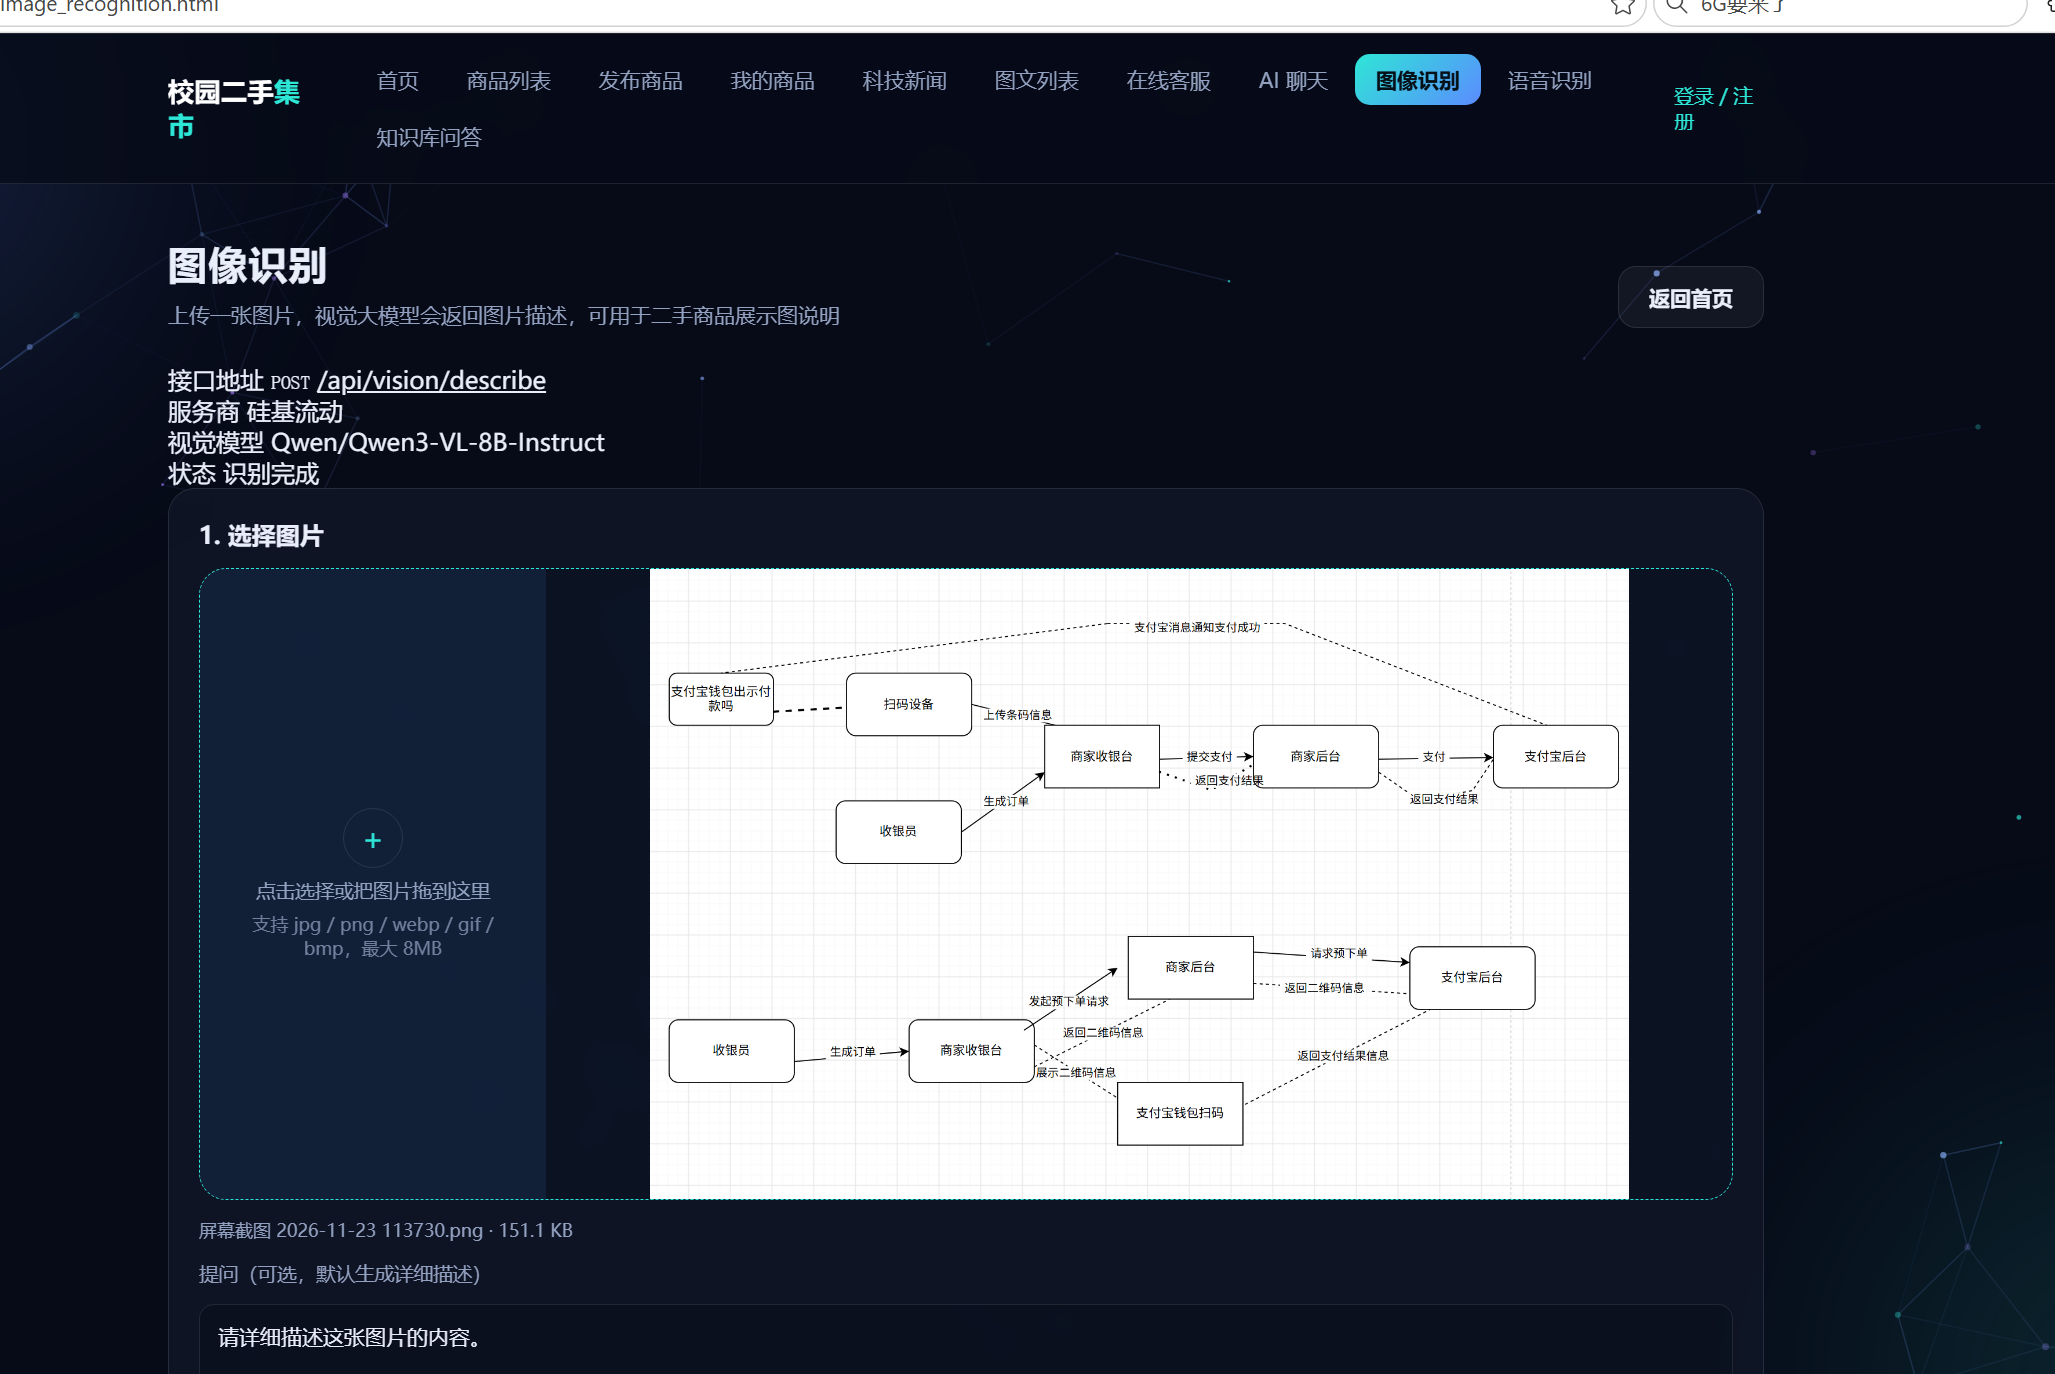 image_recognition.html
6G要来了
校园二手集市
首页
商品列表
发布商品
我的商品
科技新闻
图文列表
在线客服
AI 聊天
图像识别
语音识别
知识库问答
登录 / 注册
图像识别
上传一张图片，视觉大模型会返回图片描述，可用于二手商品展示图说明
返回首页
接口地址 POST /api/vision/describe
服务商 硅基流动
视觉模型 Qwen/Qwen3-VL-8B-Instruct
状态 识别完成
1. 选择图片
+
点击选择或把图片拖到这里
支持 jpg / png / webp / gif /
bmp，最大 8MB
支付宝消息通知支付成功
支付宝钱包出示付
款吗
扫码设备
上传条码信息
商家收银台
提交支付
返回支付结果
商家后台
支付
返回支付结果
支付宝后台
生成订单
收银员
商家后台
请求预下单
返回二维码信息
支付宝后台
发起预下单请求
返回二维码信息
收银员
生成订单
商家收银台
展示二维码信息
返回支付结果信息
支付宝钱包扫码
屏幕截图 2026-11-23 113730.png · 151.1 KB
提问（可选，默认生成详细描述）
请详细描述这张图片的内容。